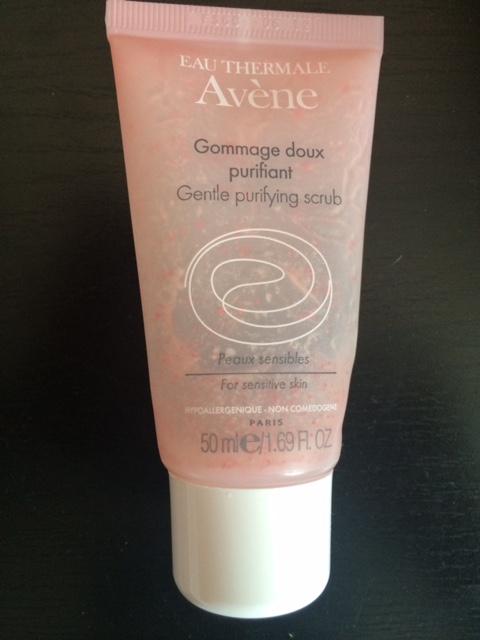 EAU THERMALE
Avène
Gommage doux
purifiant
Gentle purifying scrub
Peaux sensibles
For sensitive skin
HYPOALLERGENIQUE - NON COMEDOGENE
PARIS
50 ml e/1.69 Fl. OZ